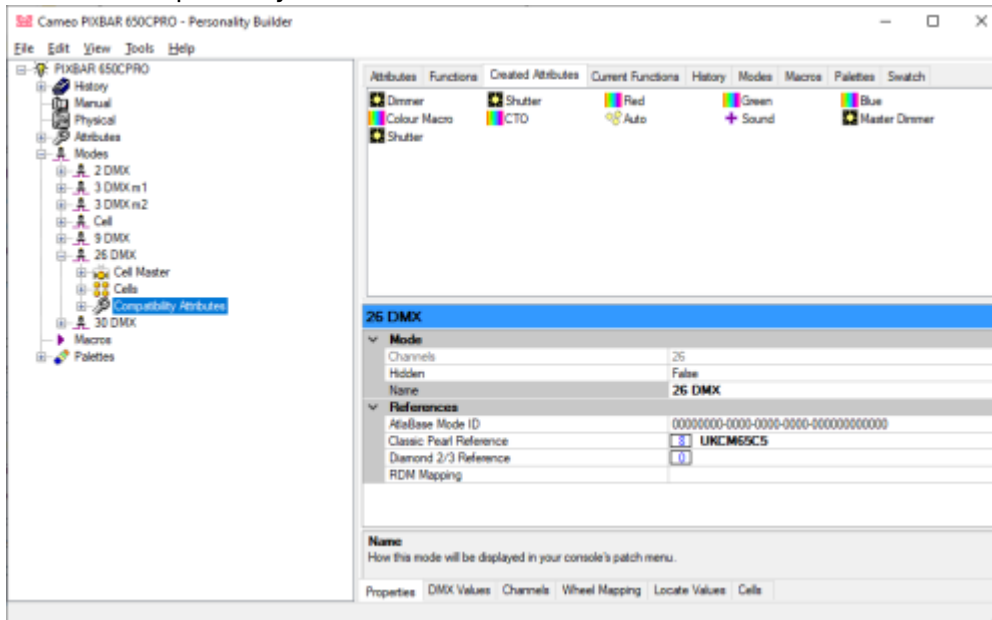 Cameo PIXBAR 650CPRO - Personality Builder
File Edit View Tools Help
PIXBAR 650CPRO
History
Manual
Physical
Attributes
Modes
2 DMX
3 DMX m1
3 DMX m2
Cell
9 DMX
26 DMX
Cell Master
Cells
Compatibility Attributes
30 DMX
Macros
Palettes
Attributes Functions Created Attributes Current Functions History Modes Macros Palettes Swatch
Dimmer Shutter Red Green Blue
Colour Macro CTO Auto Sound Master Dimmer
Shutter
26 DMX
Mode
Channels 26
Hidden False
Name 26 DMX
References
AtlaBase Mode ID 00000000-0000-0000-0000-000000000000
Classic Pearl Reference 8 UKCM65C5
Diamond 2/3 Reference 0
RDM Mapping
Name
How this mode will be displayed in your console's patch menu.
Properties DMX Values Channels Wheel Mapping Locate Values Cells